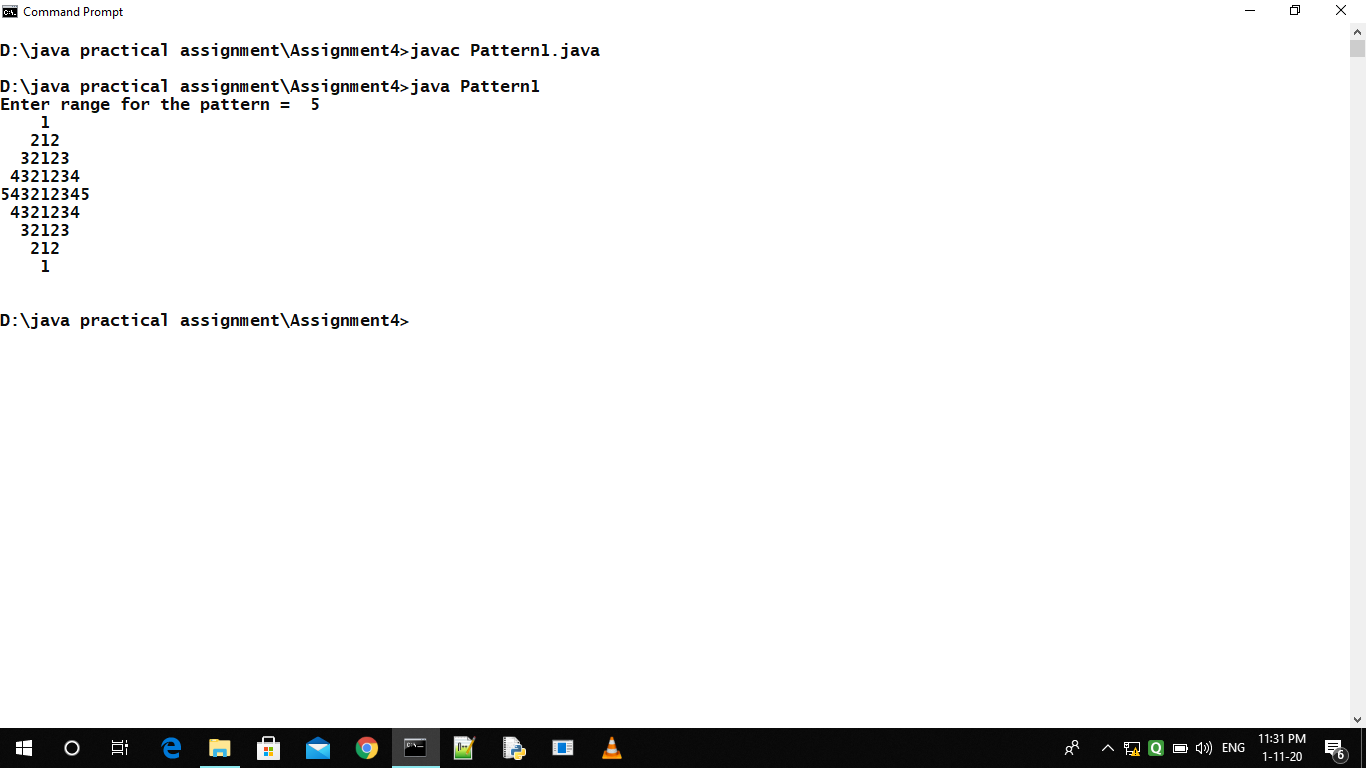 Command Prompt
D:\java practical assignment\Assignment4>javac Pattern1.java
D:\java practical assignment\Assignment4>java Pattern1
Enter range for the pattern =  5
    1
   212
  32123
 4321234
543212345
 4321234
  32123
   212
    1
D:\java practical assignment\Assignment4>
ENG
11:31 PM
1-11-20
6